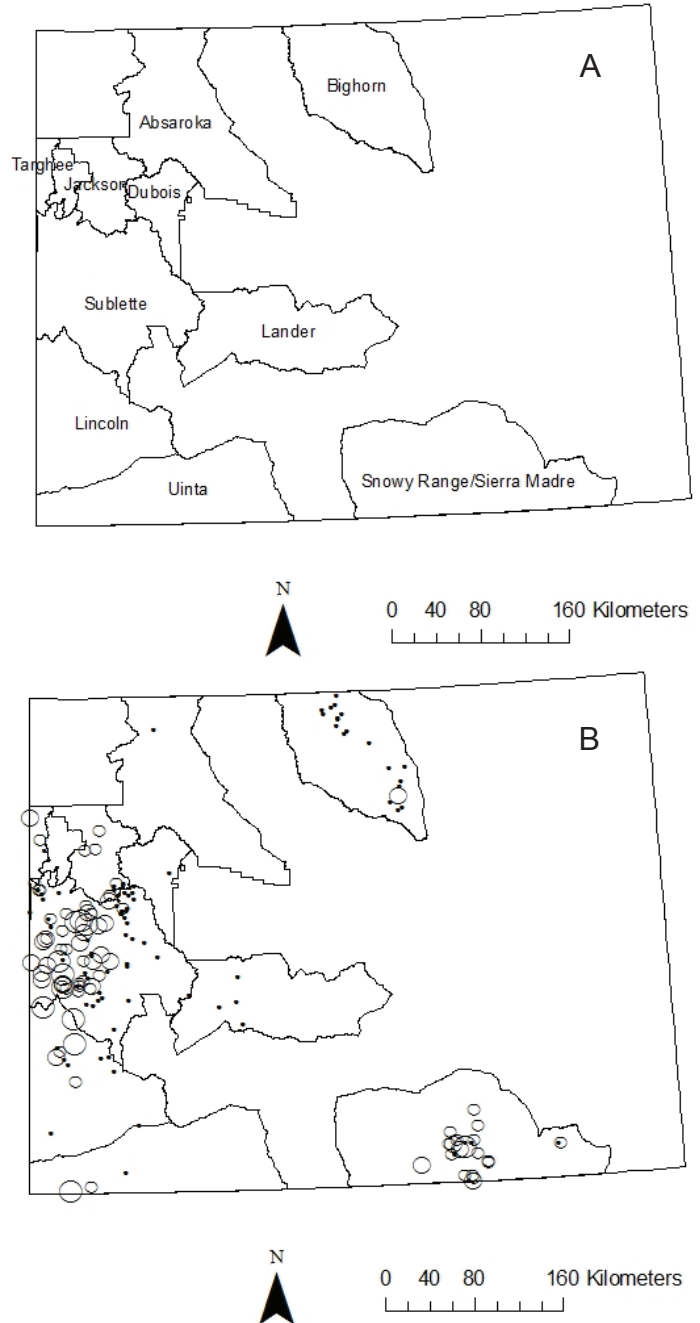 A
Bighorn
Absaroka
Targhee
Jackson
Dubois
Sublette
Lander
Lincoln
Snowy Range/Sierra Madre
Uinta
N
0 40 80 160 Kilometers
B
N
0 40 80 160 Kilometers